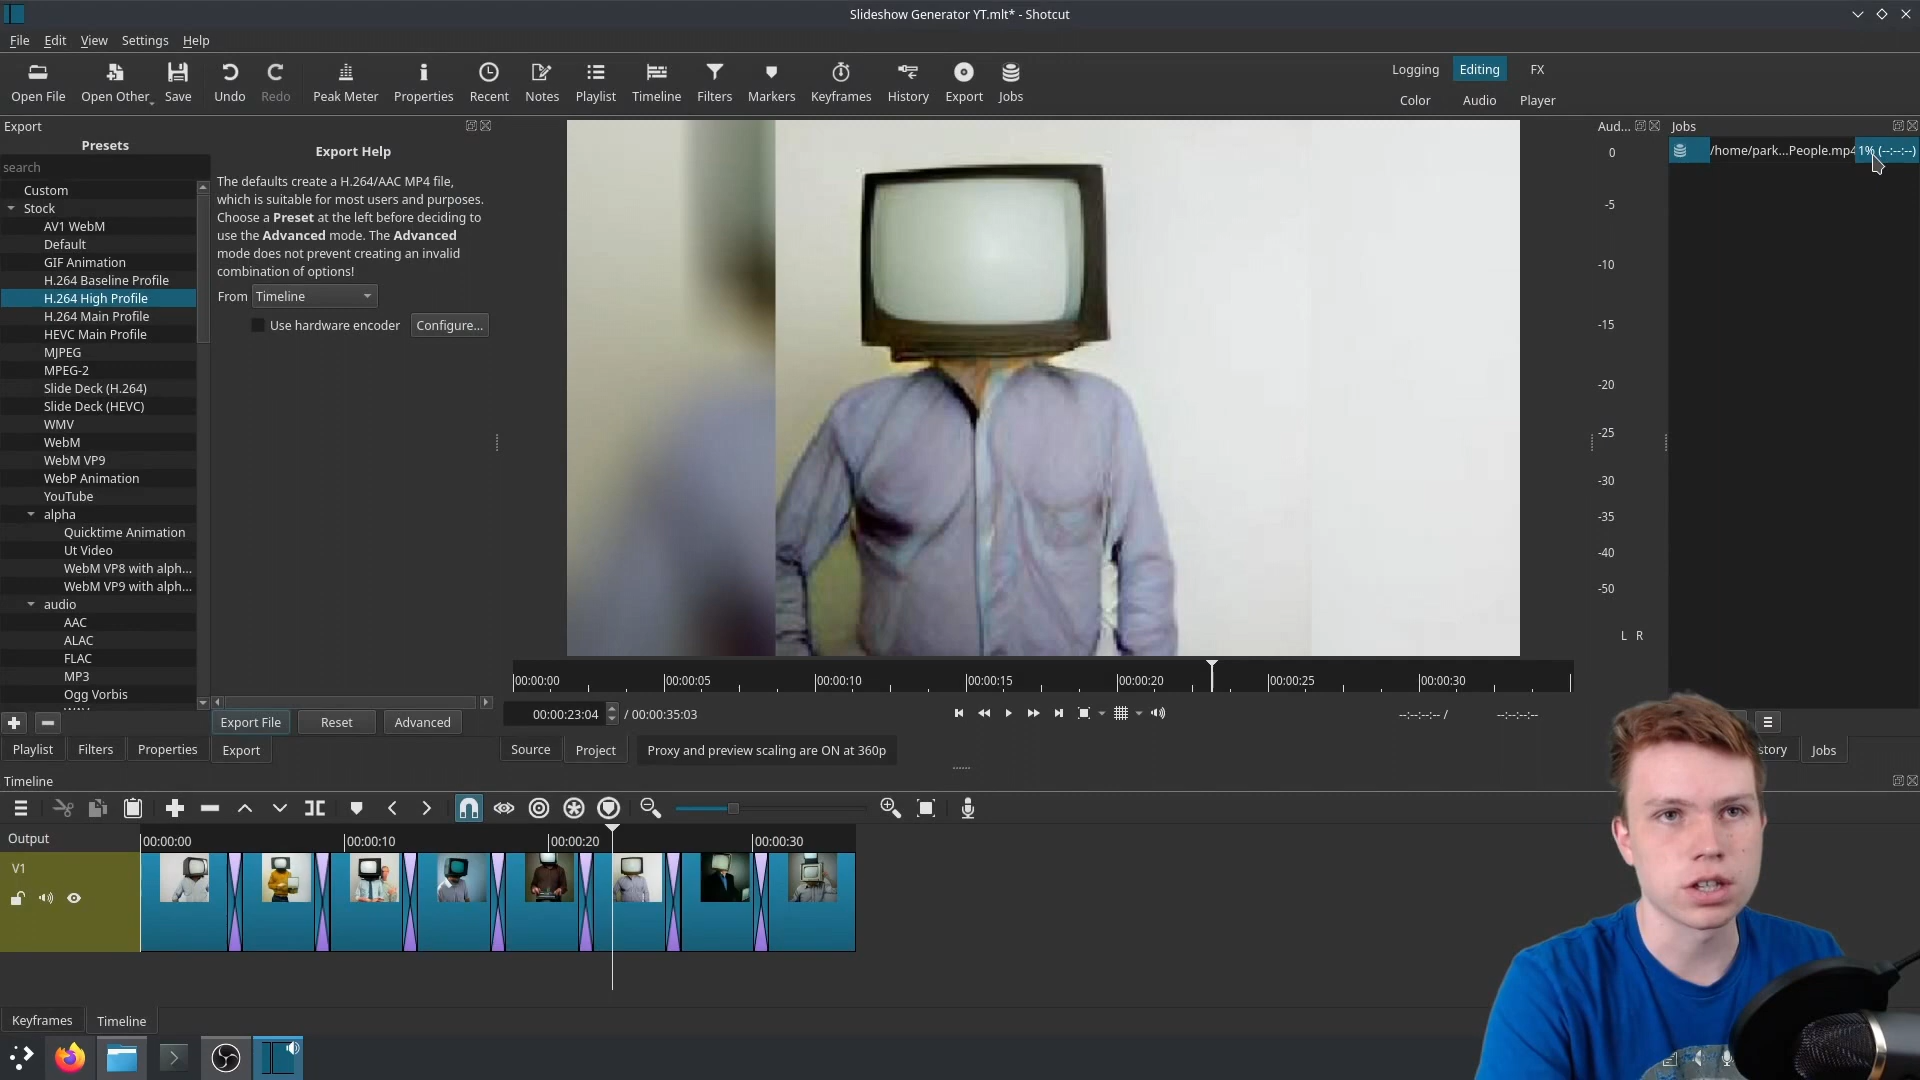 Slideshow Generator YT.mlt* - Shotcut
File Edit View Settings Help
Open File Open Other Save Undo Redo Peak Meter Properties Recent Notes Playlist Timeline Filters Markers Keyframes History Export Jobs
Logging Editing FX
Color Audio Player
Export
Presets
search
Custom
Stock
AV1 WebM
Default
GIF Animation
H.264 Baseline Profile
H.264 High Profile
H.264 Main Profile
HEVC Main Profile
MJPEG
MPEG-2
Slide Deck (H.264)
Slide Deck (HEVC)
WMV
WebM
WebM VP9
WebP Animation
YouTube
alpha
Quicktime Animation
Ut Video
WebM VP8 with alph...
WebM VP9 with alph...
audio
AAC
ALAC
FLAC
MP3
Ogg Vorbis
Export Help
The defaults create a H.264/AAC MP4 file,
which is suitable for most users and purposes.
Choose a Preset at the left before deciding to
use the Advanced mode. The Advanced
mode does not prevent creating an invalid
combination of options!
From Timeline
Use hardware encoder Configure...
Export File Reset Advanced
Playlist Filters Properties Export
00:00:00 00:00:05 00:00:10 00:00:15 00:00:20 00:00:25 00:00:30
00:00:23:04 / 00:00:35:03
--:--:--:-- / --:--:--:--
Source Project Proxy and preview scaling are ON at 360p
Aud...
0
-5
-10
-15
-20
-25
-30
-35
-40
-50
L R
Jobs
/home/park...People.mp4 1% (--:--:--)
story Jobs
Timeline
Output
00:00:00 00:00:10 00:00:20 00:00:30
V1
Keyframes Timeline